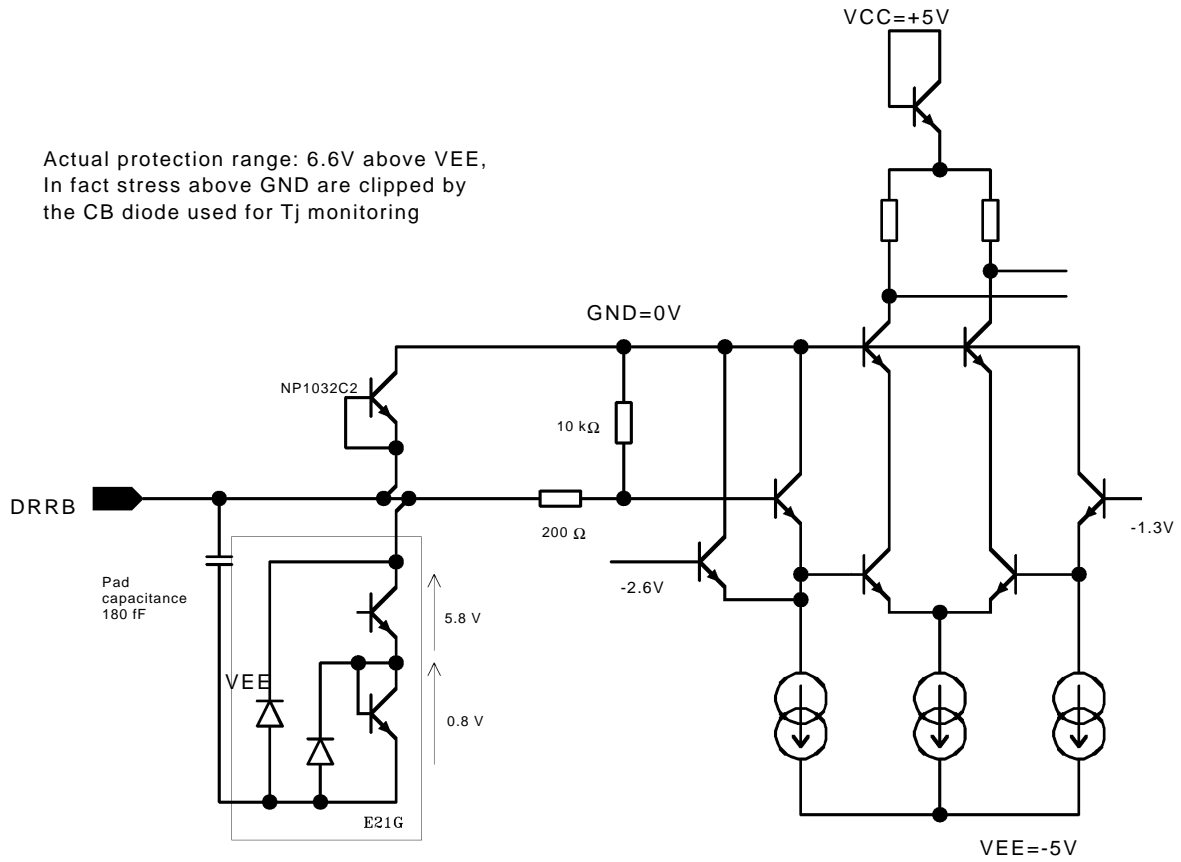 VCC=+5V
Actual protection range: 6.6V above VEE,
In fact stress above GND are clipped by
the CB diode used for Tj monitoring
GND=0V
NP1032C2
10 kΩ
DRRB
200 Ω
-1.3V
-2.6V
Pad
capacitance
180 fF
5.8 V
VEE
0.8 V
E21G
VEE=-5V